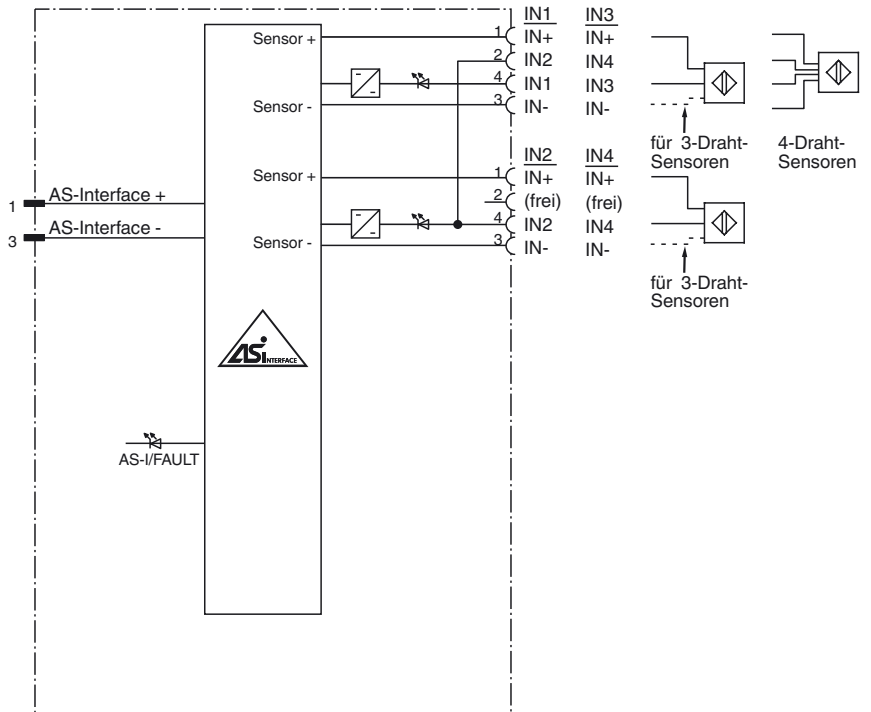 IN1 IN3
Sensor + 1 IN+ IN+
2 IN2 IN4
4 IN1 IN3
Sensor - 3 IN- IN-
für 3-Draht-
Sensoren
4-Draht-
Sensoren
IN2 IN4
Sensor + 1 IN+ IN+
2 (frei) (frei)
4 IN2 IN4
Sensor - 3 IN- IN-
für 3-Draht-
Sensoren
1 AS-Interface +
3 AS-Interface -
ASi INTERFACE
AS-I/FAULT